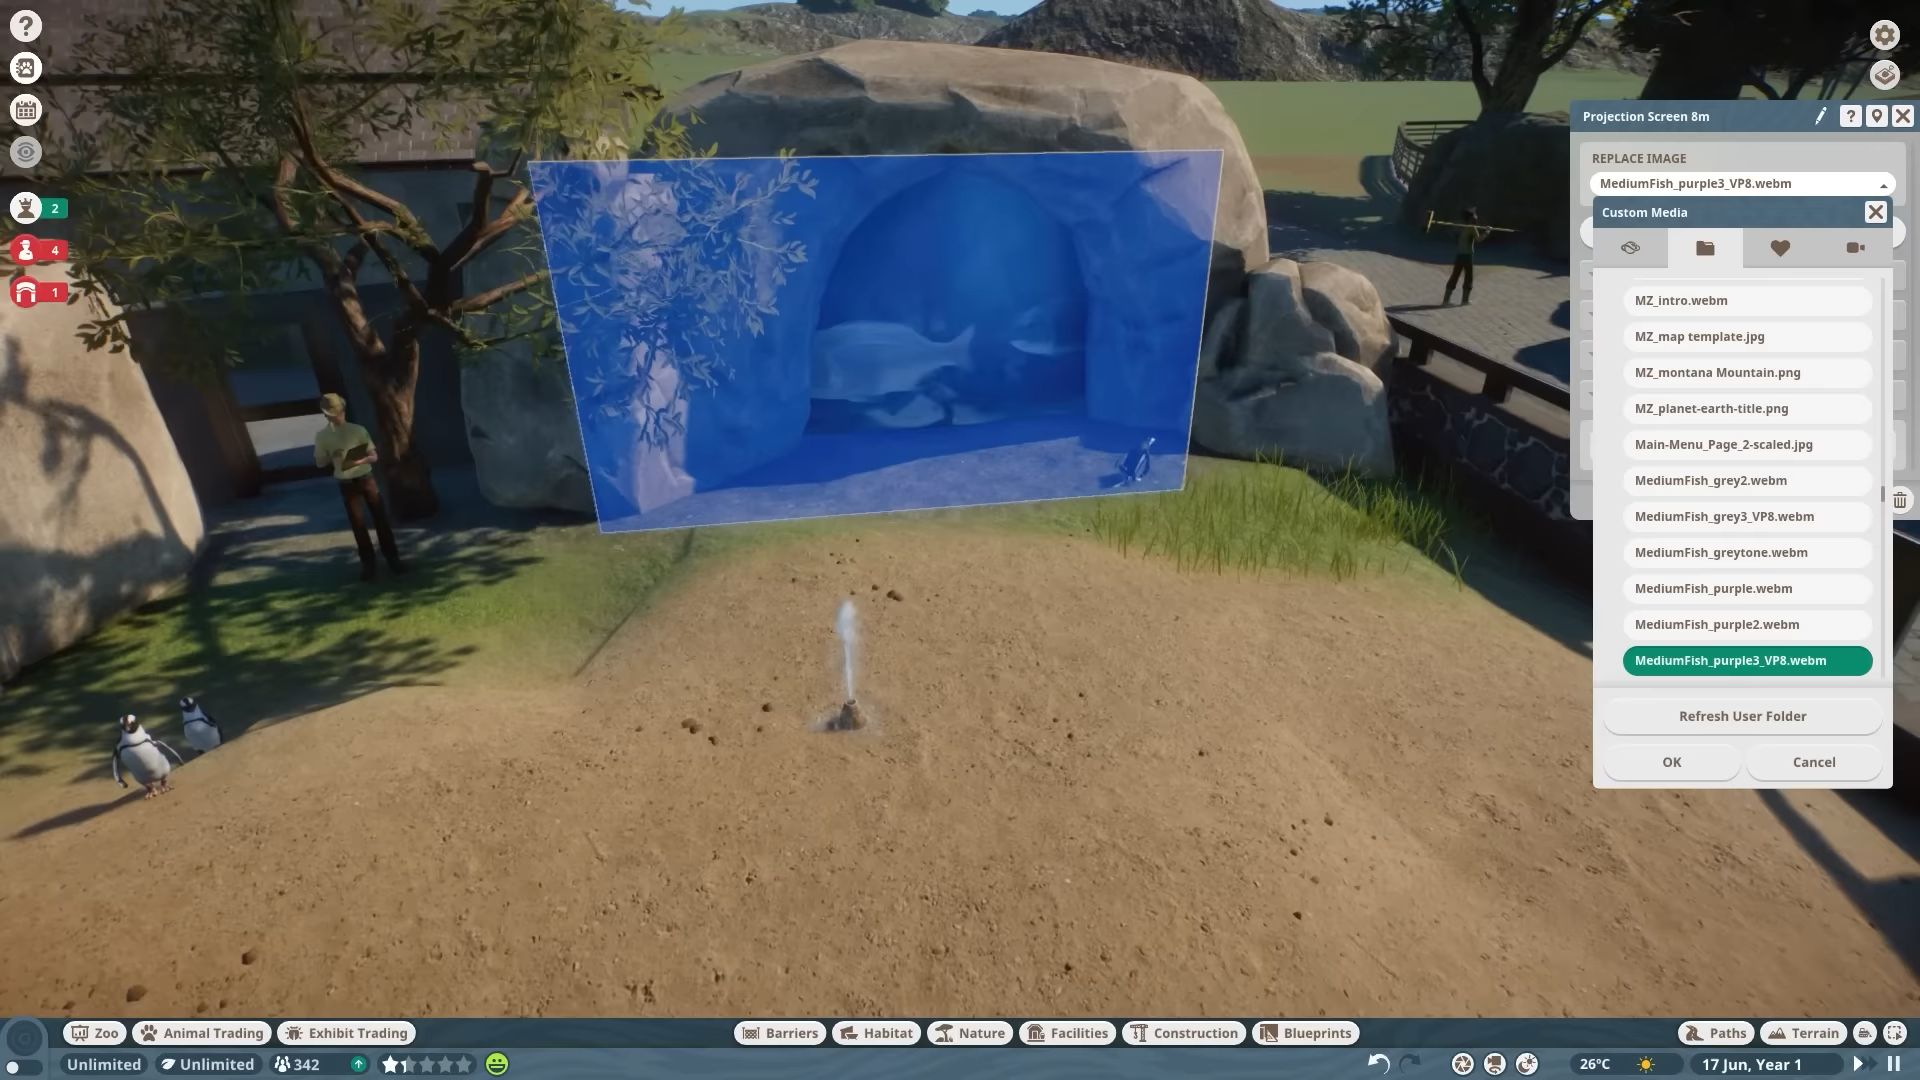 ?
Projection Screen 8m
?
REPLACE IMAGE
MediumFish_purple3_VP8.webm
Custom Media
MZ_intro.webm
MZ_map template.jpg
MZ_montana Mountain.png
MZ_planet-earth-title.png
Main-Menu_Page_2-scaled.jpg
MediumFish_grey2.webm
MediumFish_grey3_VP8.webm
MediumFish_greytone.webm
MediumFish_purple.webm
MediumFish_purple2.webm
MediumFish_purple3_VP8.webm
Refresh User Folder
OK
Cancel
2
4
1
Zoo
Animal Trading
Exhibit Trading
Barriers
Habitat
Nature
Facilities
Construction
Blueprints
Paths
Terrain
Unlimited
Unlimited
342
26°C
17 Jun, Year 1